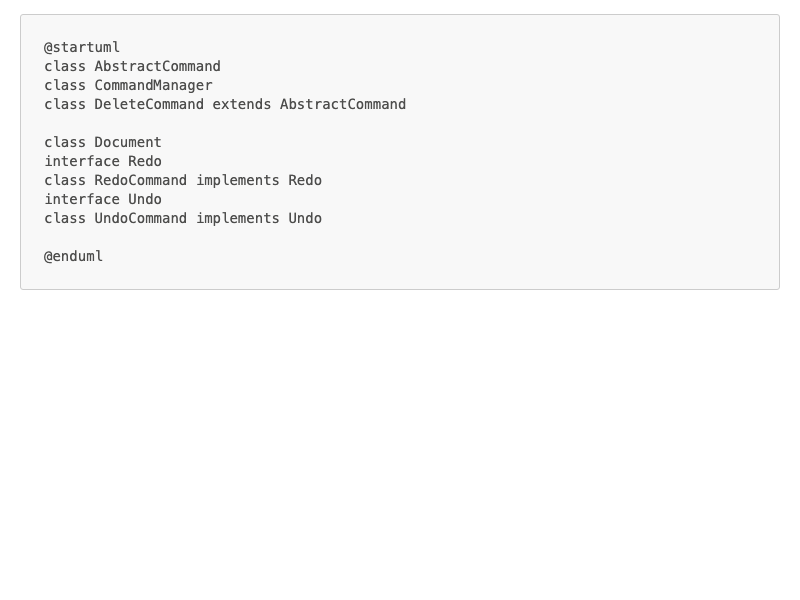 @startuml
class AbstractCommand
class CommandManager
class DeleteCommand extends AbstractCommand

class Document
interface Redo
class RedoCommand implements Redo
interface Undo
class UndoCommand implements Undo

@enduml